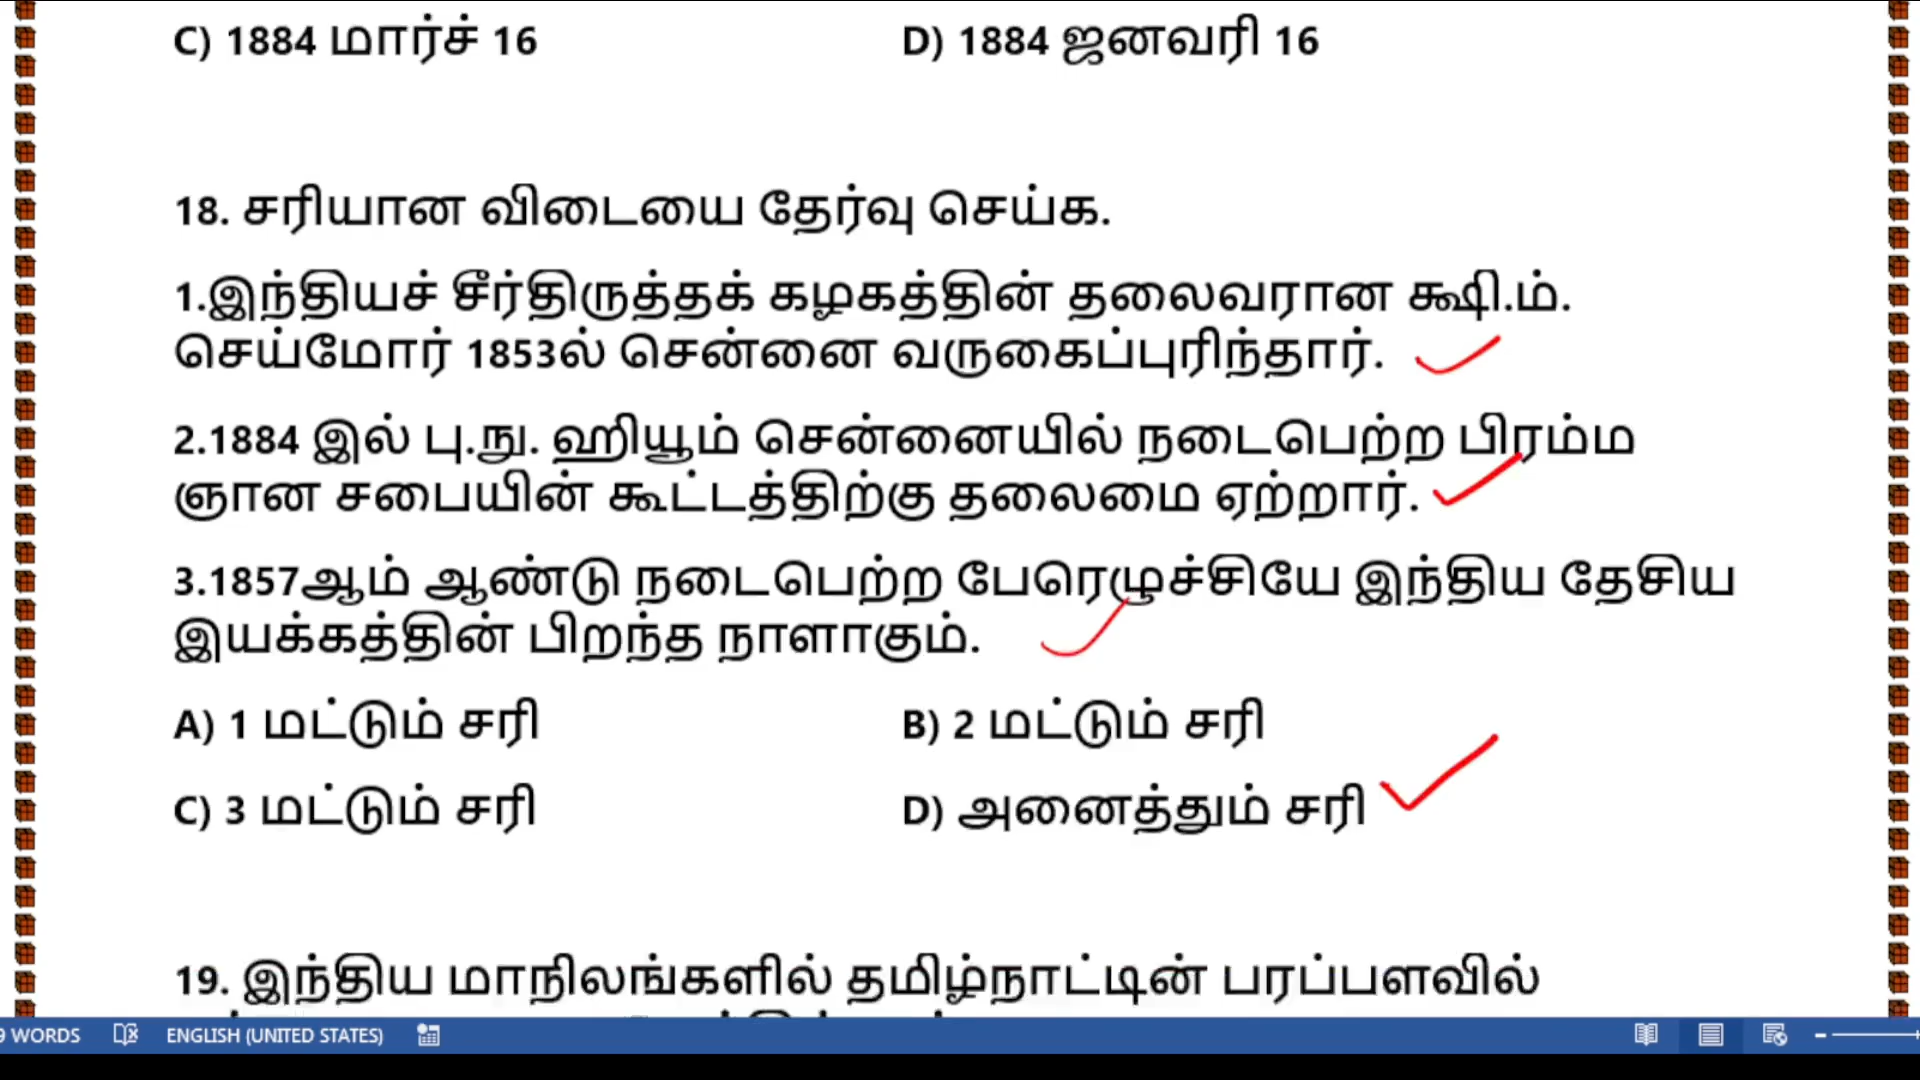 C) 1884 மார்ச் 16 D) 1884 ஜனவரி 16
18. சரியான விடையை தேர்வு செய்க.
1.இந்தியச் சீர்திருத்தக் கழகத்தின் தலைவரான க்ஷி.ம்.
செய்மோர் 1853ல் சென்னை வருகைப்புரிந்தார்.
2.1884 இல் பு.நு. ஹியூம் சென்னையில் நடைபெற்ற பிரம்ம
ஞான சபையின் கூட்டத்திற்கு தலைமை ஏற்றார்.
3.1857ஆம் ஆண்டு நடைபெற்ற பேரெழுச்சியே இந்திய தேசிய
இயக்கத்தின் பிறந்த நாளாகும்.
A) 1 மட்டும் சரி B) 2 மட்டும் சரி
C) 3 மட்டும் சரி D) அனைத்தும் சரி
19. இந்திய மாநிலங்களில் தமிழ்நாட்டின் பரப்பளவில்
9 WORDS ENGLISH (UNITED STATES)